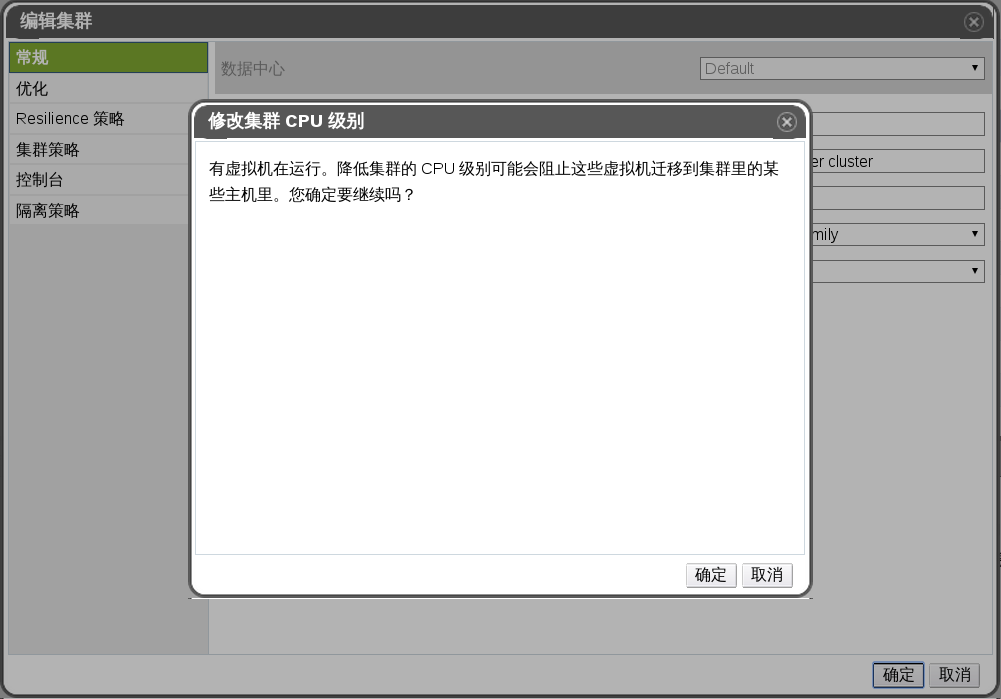 编辑集群
常规
优化
Resilience 策略
集群策略
控制台
隔离策略
数据中心
Default
修改集群 CPU 级别
有虚拟机在运行。降低集群的 CPU 级别可能会阻止这些虚拟机迁移到集群里的某
些主机里。您确定要继续吗？
确定 取消
cluster
确定 取消